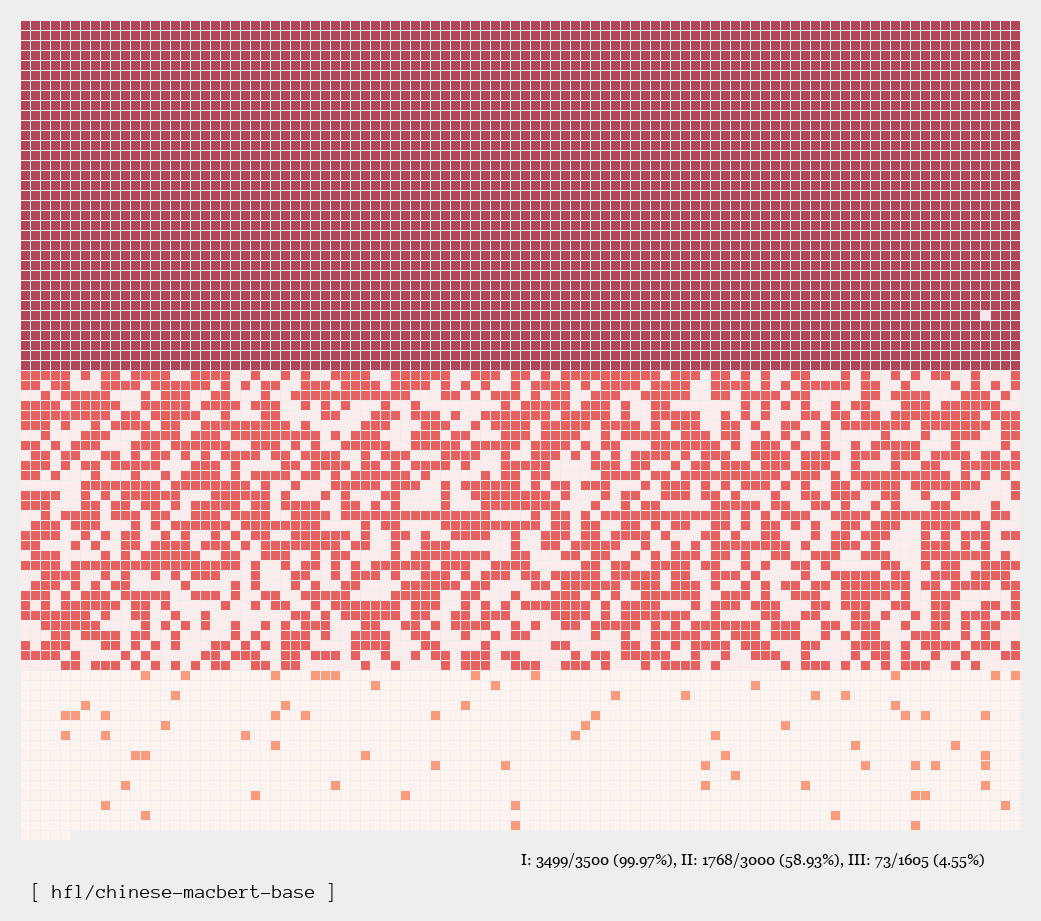 I: 3499/3500 (99.97%), II: 1768/3000 (58.93%), III: 73/1605 (4.55%)
[ hfl/chinese-macbert-base ]